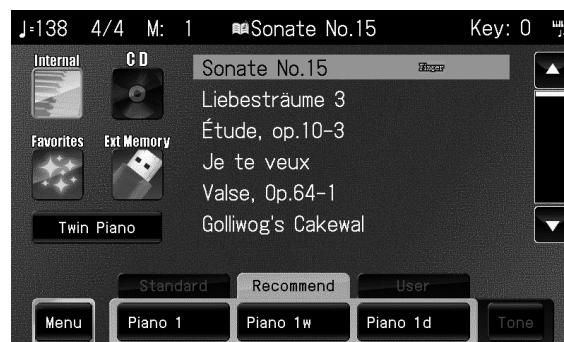 ♩=138 4/4 M: 1 Sonate No.15 Key: 0
Internal CD
Sonate No.15 Finger
Liebesträume 3
Étude, op.10-3
Favorites Ext Memory
Je te veux
Valse, Op.64-1
Twin Piano
Golliwog's Cakewal
Standard Recommend User
Menu Piano 1 Piano 1w Piano 1d Tone